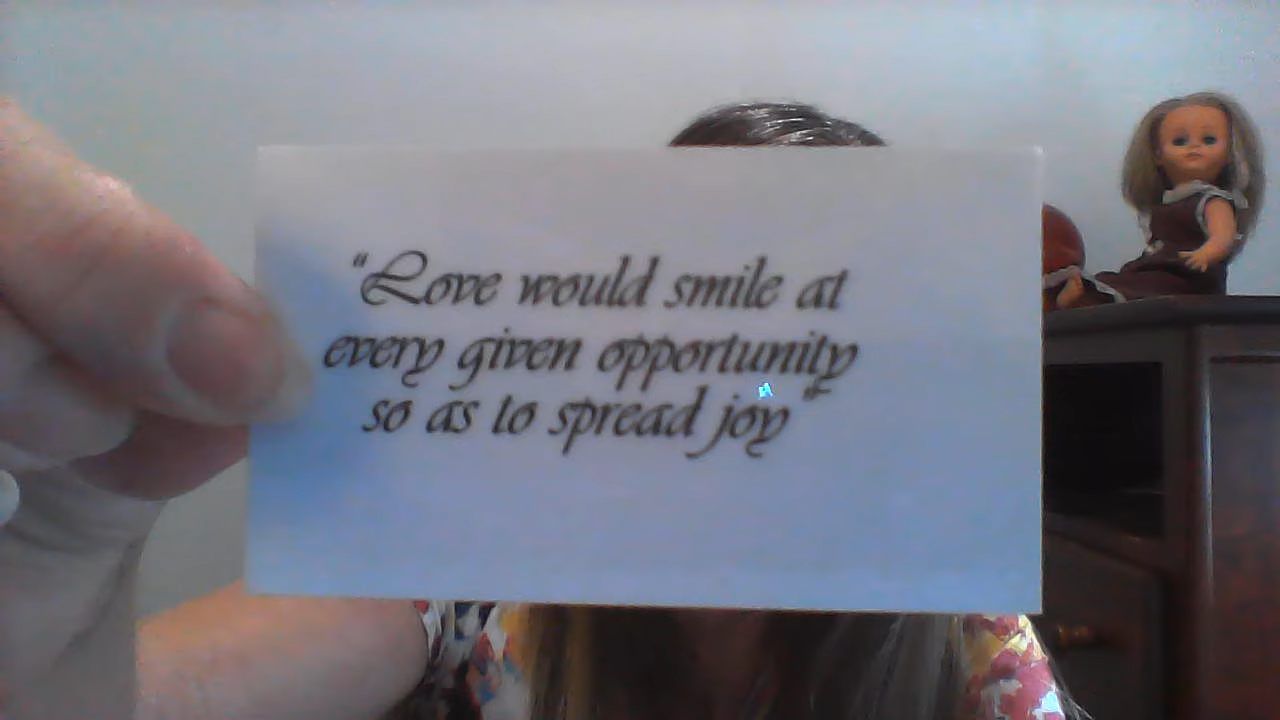 “Love would smile at
every given opportunity
so as to spread joy”